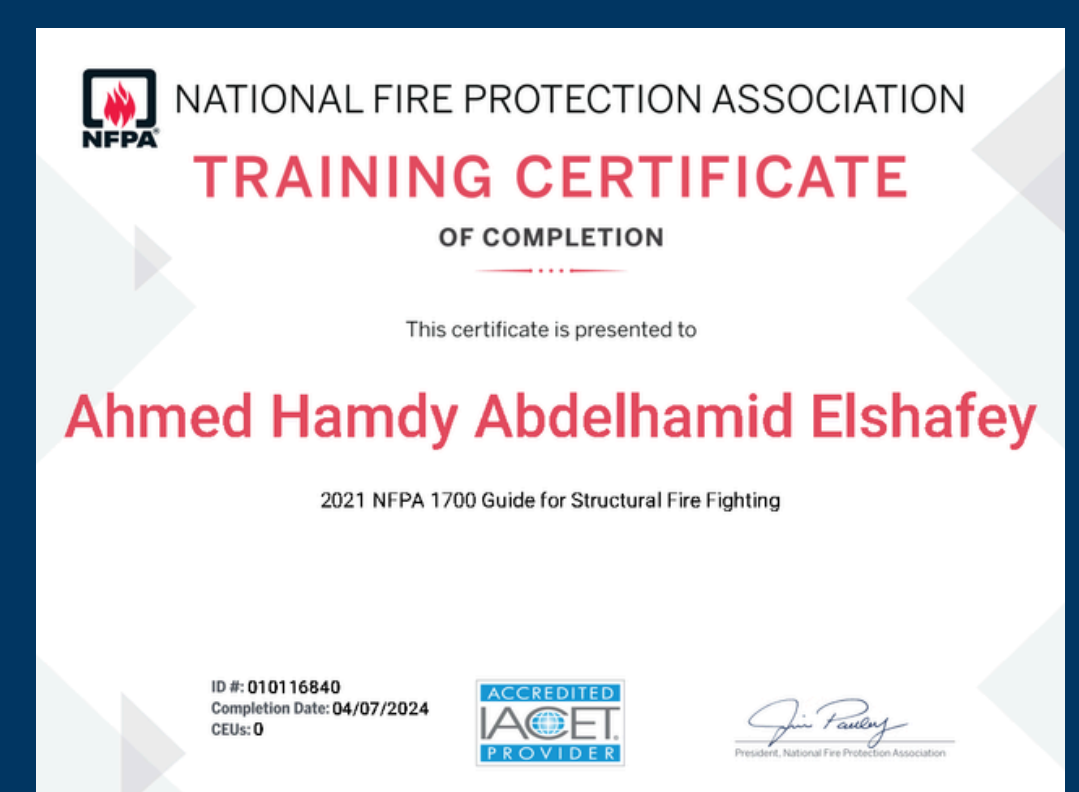 NFPA®
NATIONAL FIRE PROTECTION ASSOCIATION
TRAINING CERTIFICATE
OF COMPLETION
This certificate is presented to
Ahmed Hamdy Abdelhamid Elshafey
2021 NFPA 1700 Guide for Structural Fire Fighting
ID #: 010116840
Completion Date: 04/07/2024
CEUs: 0
ACCREDITED
IACET
PROVIDER
Jim Pauley
President, National Fire Protection Association